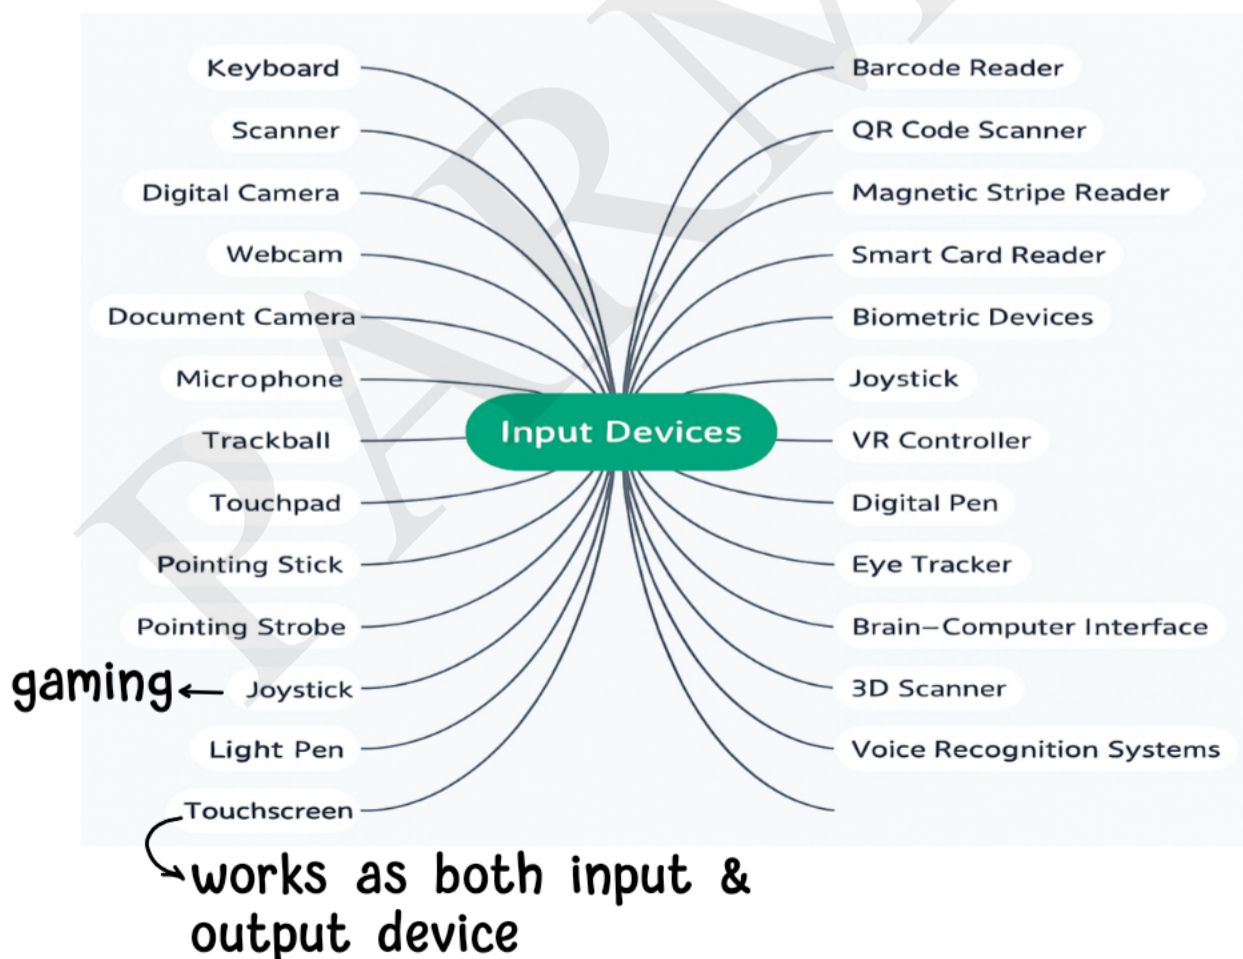 Keyboard
Scanner
Digital Camera
Webcam
Document Camera
Microphone
Trackball
Touchpad
Pointing Stick
Pointing Strobe
gaming ← Joystick
Light Pen
Touchscreen
works as both input &
output device
Input Devices
Barcode Reader
QR Code Scanner
Magnetic Stripe Reader
Smart Card Reader
Biometric Devices
Joystick
VR Controller
Digital Pen
Eye Tracker
Brain–Computer Interface
3D Scanner
Voice Recognition Systems
PARM